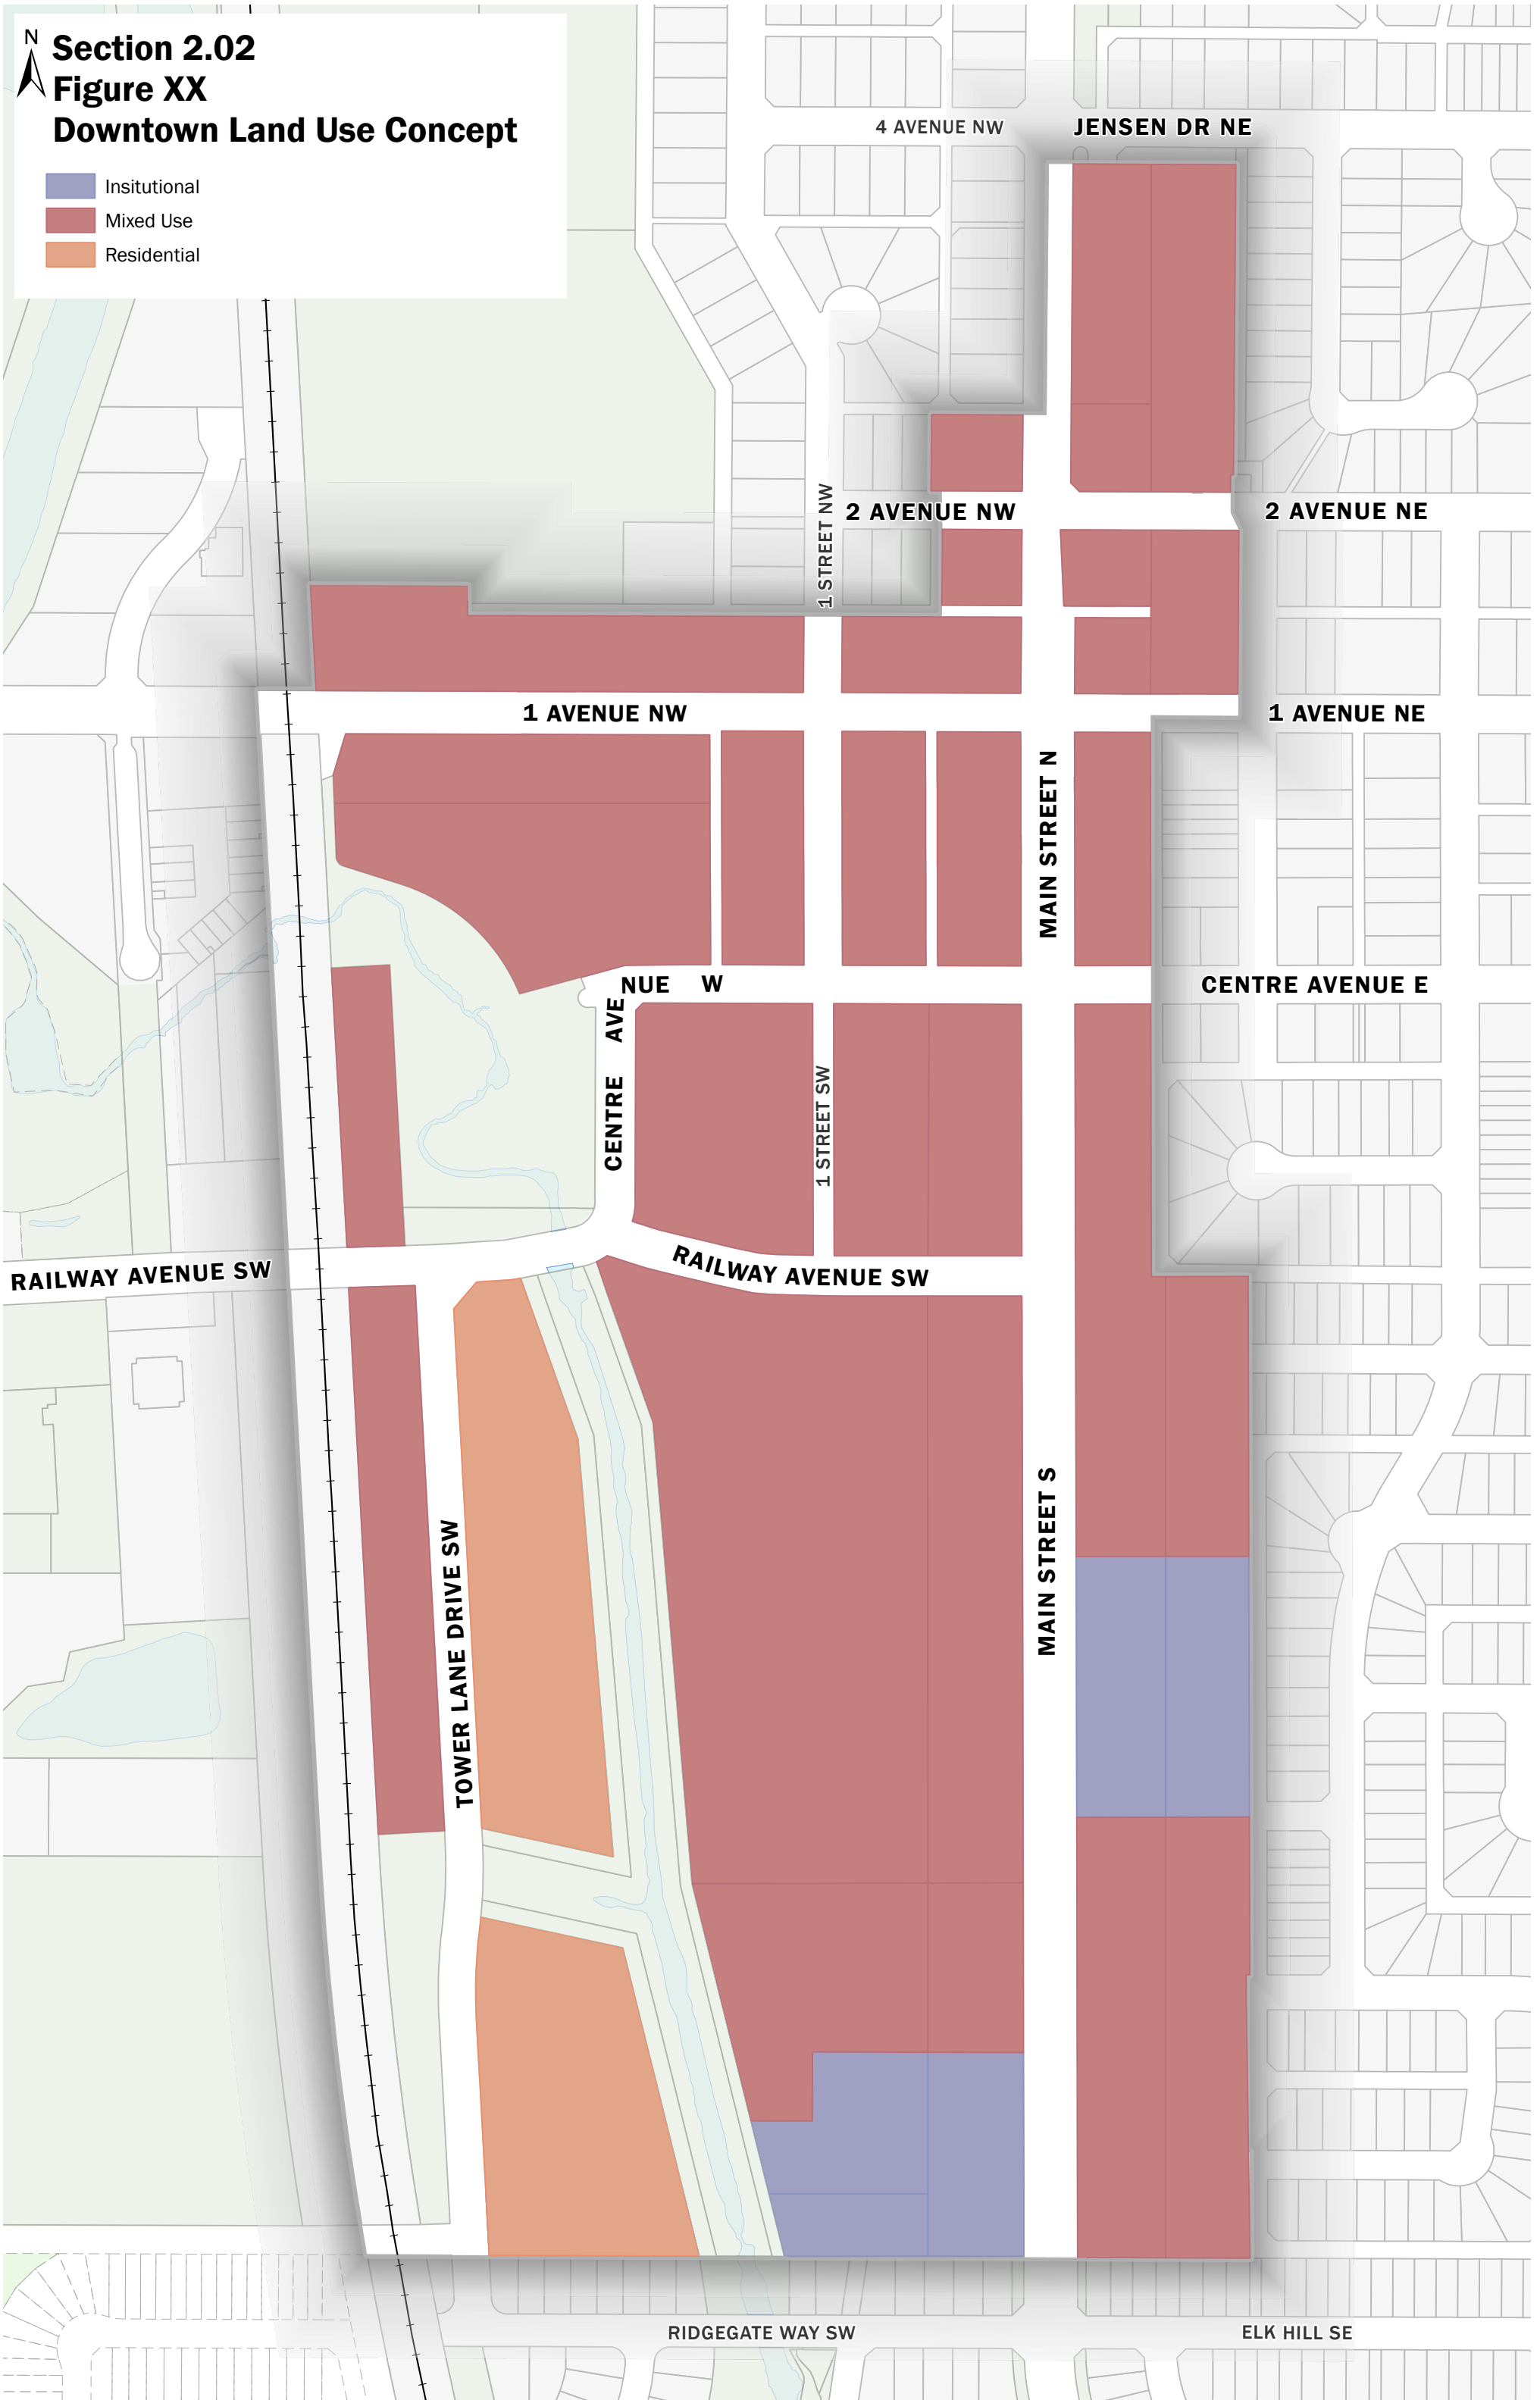 N
Section 2.02
Figure XX
Downtown Land Use Concept
Insitutional
Mixed Use
Residential
4 AVENUE NW
JENSEN DR NE
1 STREET NW
2 AVENUE NW
2 AVENUE NE
1 AVENUE NW
1 AVENUE NE
MAIN STREET N
NUE W
CENTRE AVE
CENTRE AVENUE E
1 STREET SW
RAILWAY AVENUE SW
RAILWAY AVENUE SW
TOWER LANE DRIVE SW
MAIN STREET S
RIDGEGATE WAY SW
ELK HILL SE